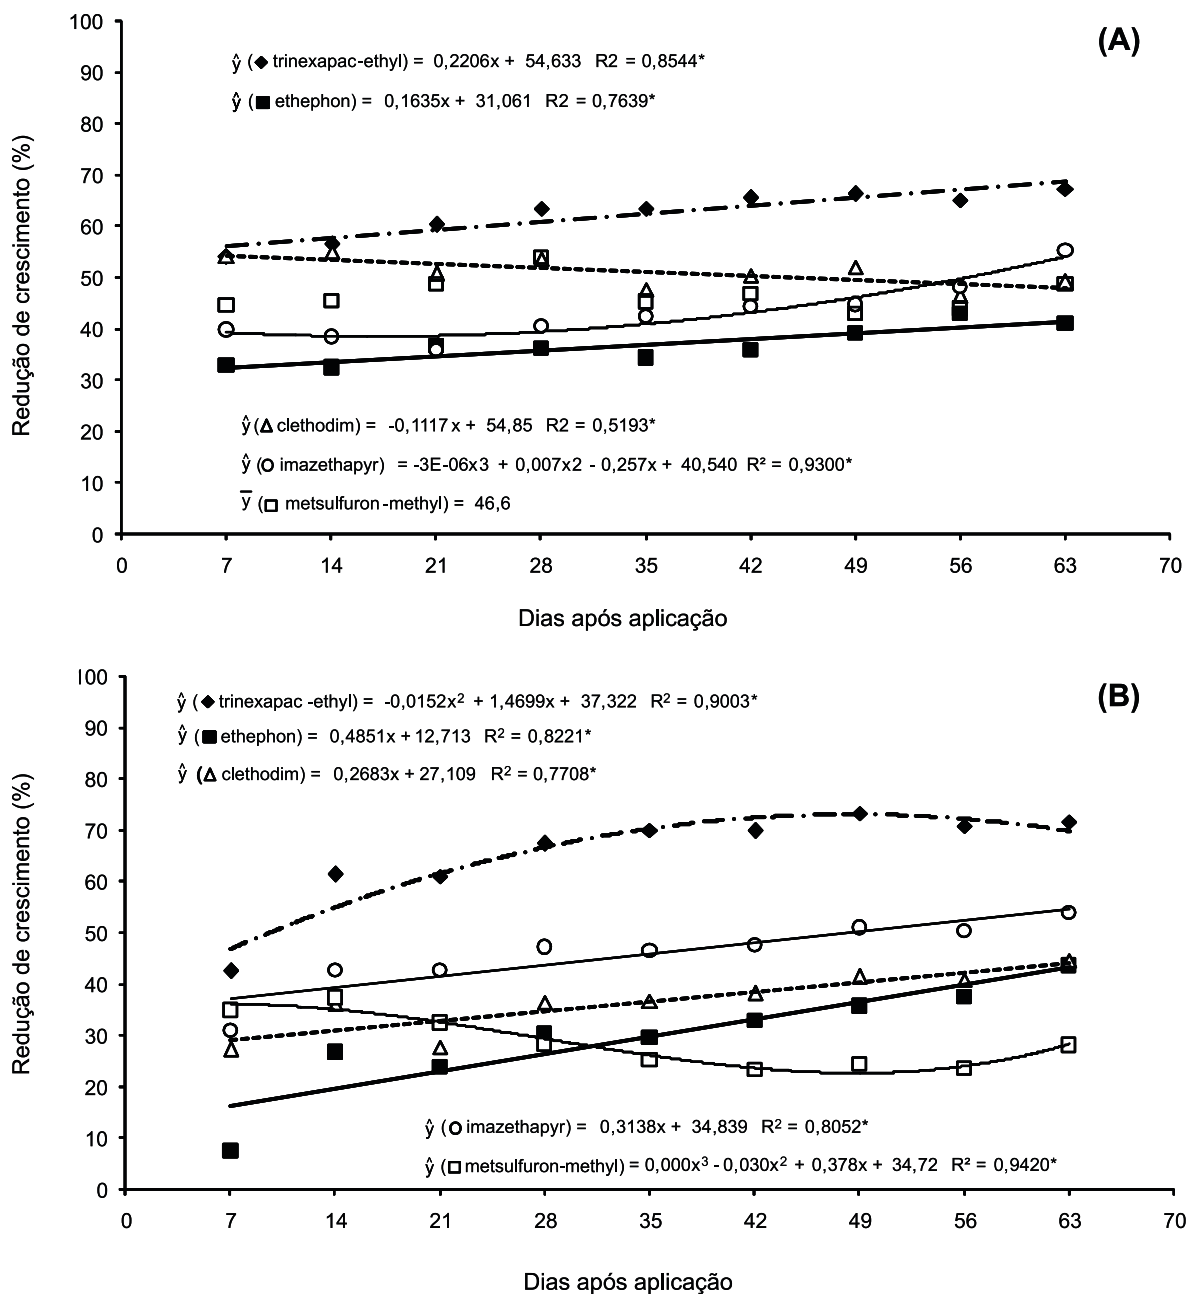 (A)
ŷ (◆ trinexapac-ethyl) = 0,2206x + 54,633 R2 = 0,8544*
ŷ (■ ethephon) = 0,1635x + 31,061 R2 = 0,7639*
100
90
80
70
60
50
40
30
20
10
0
Redução de crescimento (%)
ŷ (△ clethodim) = -0,1117x + 54,85 R2 = 0,5193*
ŷ (○ imazethapyr) = -3E-06x3 + 0,007x2 - 0,257x + 40,540 R² = 0,9300*
ȳ (□ metsulfuron-methyl) = 46,6
0 7 14 21 28 35 42 49 56 63 70
Dias após aplicação
(B)
ŷ (◆ trinexapac -ethyl) = -0,0152x² + 1,4699x + 37,322 R² = 0,9003*
ŷ (■ ethephon) = 0,4851x + 12,713 R² = 0,8221*
ŷ (△ clethodim) = 0,2683x + 27,109 R² = 0,7708*
100
90
80
70
60
50
40
30
20
10
0
Redução de crescimento (%)
ŷ (○ imazethapyr) = 0,3138x + 34,839 R² = 0,8052*
ŷ (□ metsulfuron-methyl) = 0,000x³ - 0,030x² + 0,378x + 34,72 R² = 0,9420*
0 7 14 21 28 35 42 49 56 63 70
Dias após aplicação